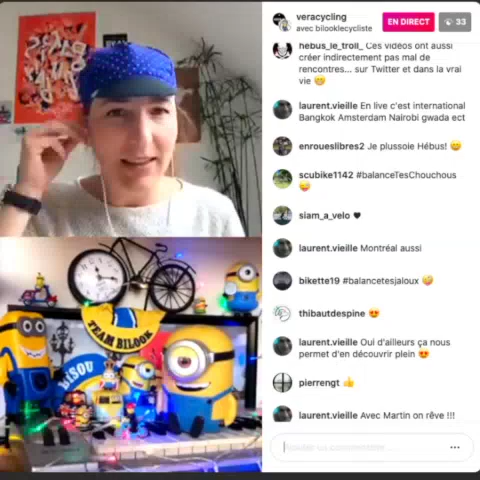 veracycling
avec bilooklecycliste
EN DIRECT
33
hebus_le_troll_ Ces vidéos ont aussi
créer indirectement pas mal de
rencontres... sur Twitter et dans la vrai
vie 😄
laurent.vieille En live c'est international
Bangkok Amsterdam Nairobi gwada ect
enroueslibres2 Je plussoie Hébus! 😄
scubike1142 #balanceTesChouchous
😜
siam_a_velo ♥
laurent.vieille Montréal aussi
bikette19 #balancetesjaloux 🤣
thibautdespine 😍
laurent.vieille Oui d'ailleurs ça nous
permet d'en découvrir plein 😍
pierrengt 👍
laurent.vieille Avec Martin on rêve !!!
Ajouter un commentaire...
TEAM BILOOK
BISOU